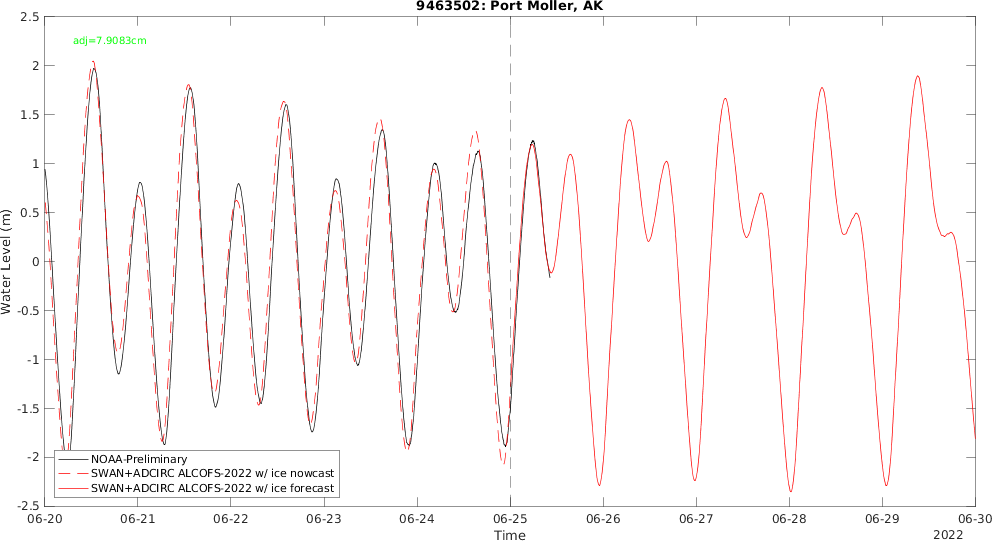 9463502: Port Moller, AK
adj=7.9083cm
2.5
2
1.5
1
0.5
0
-0.5
-1
-1.5
-2
-2.5
Water Level (m)
NOAA-Preliminary
SWAN+ADCIRC ALCOFS-2022 w/ ice nowcast
SWAN+ADCIRC ALCOFS-2022 w/ ice forecast
06-20 06-21 06-22 06-23 06-24 06-25 06-26 06-27 06-28 06-29 06-30
Time
2022